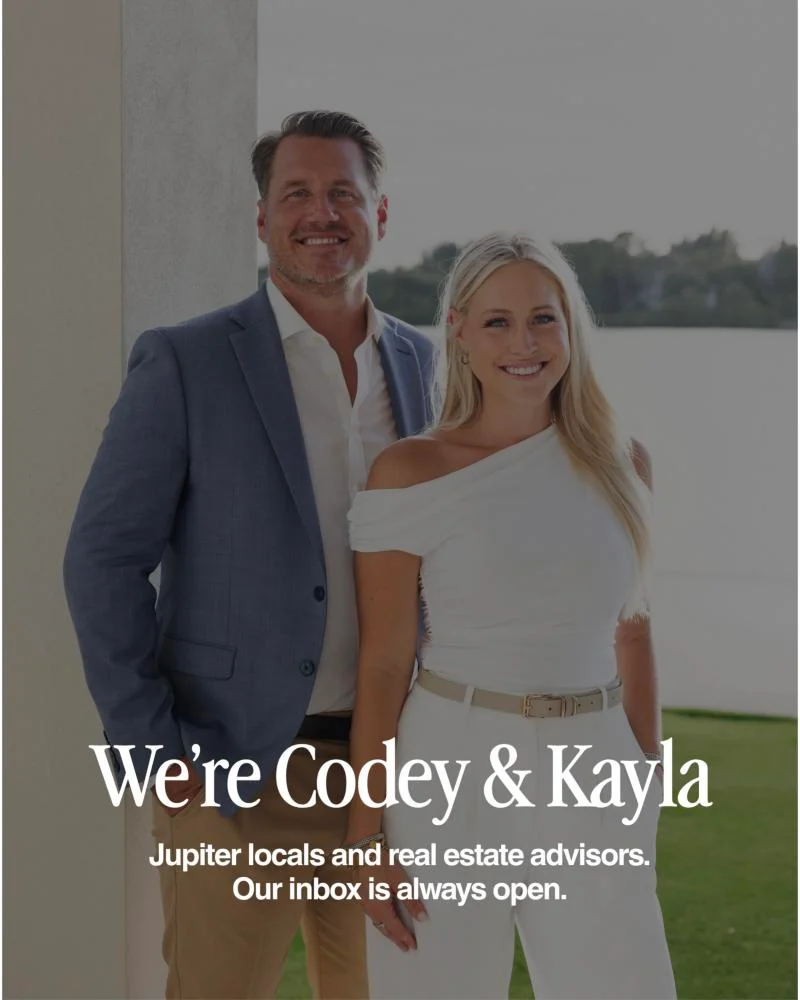 We're Codey & Kayla
Jupiter locals and real estate advisors.
Our inbox is always open.